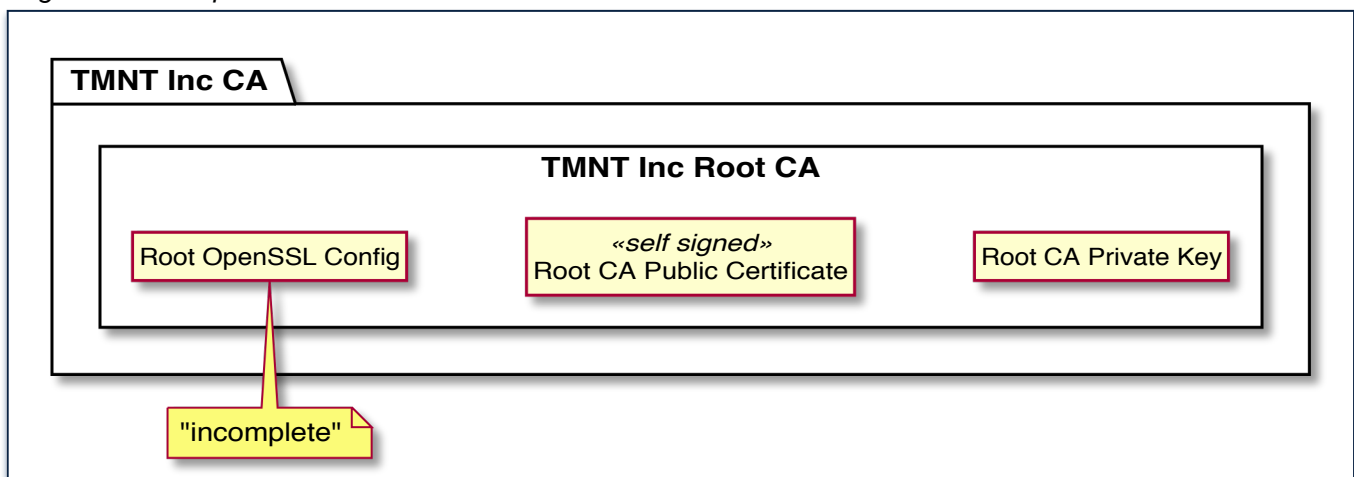 TMNT Inc CA
TMNT Inc Root CA
Root OpenSSL Config
«self signed»
Root CA Public Certificate
Root CA Private Key
"incomplete"